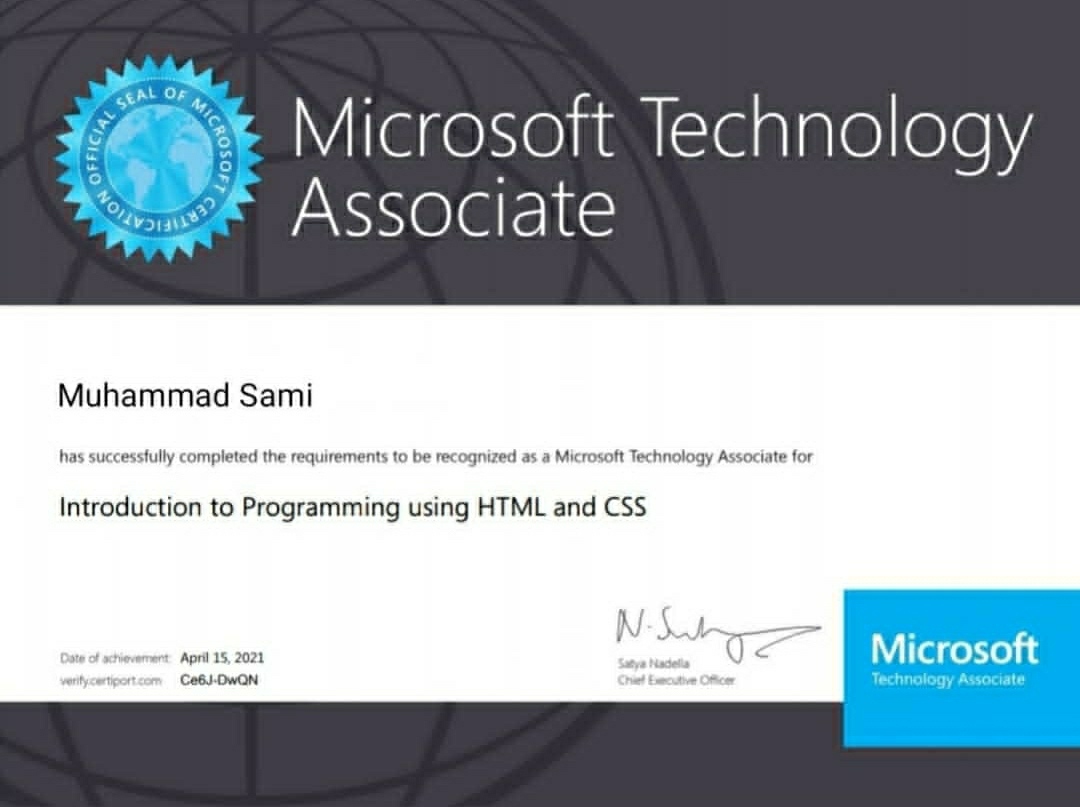 OFFICIAL SEAL OF MICROSOFT CERTIFICATION
Microsoft Technology
Associate
Muhammad Sami
has successfully completed the requirements to be recognized as a Microsoft Technology Associate for
Introduction to Programming using HTML and CSS
Date of achievement: April 15, 2021
verify.certiport.com Ce6J-DwQN
N. Satya
Satya Nadella
Chief Executive Officer
Microsoft
Technology Associate